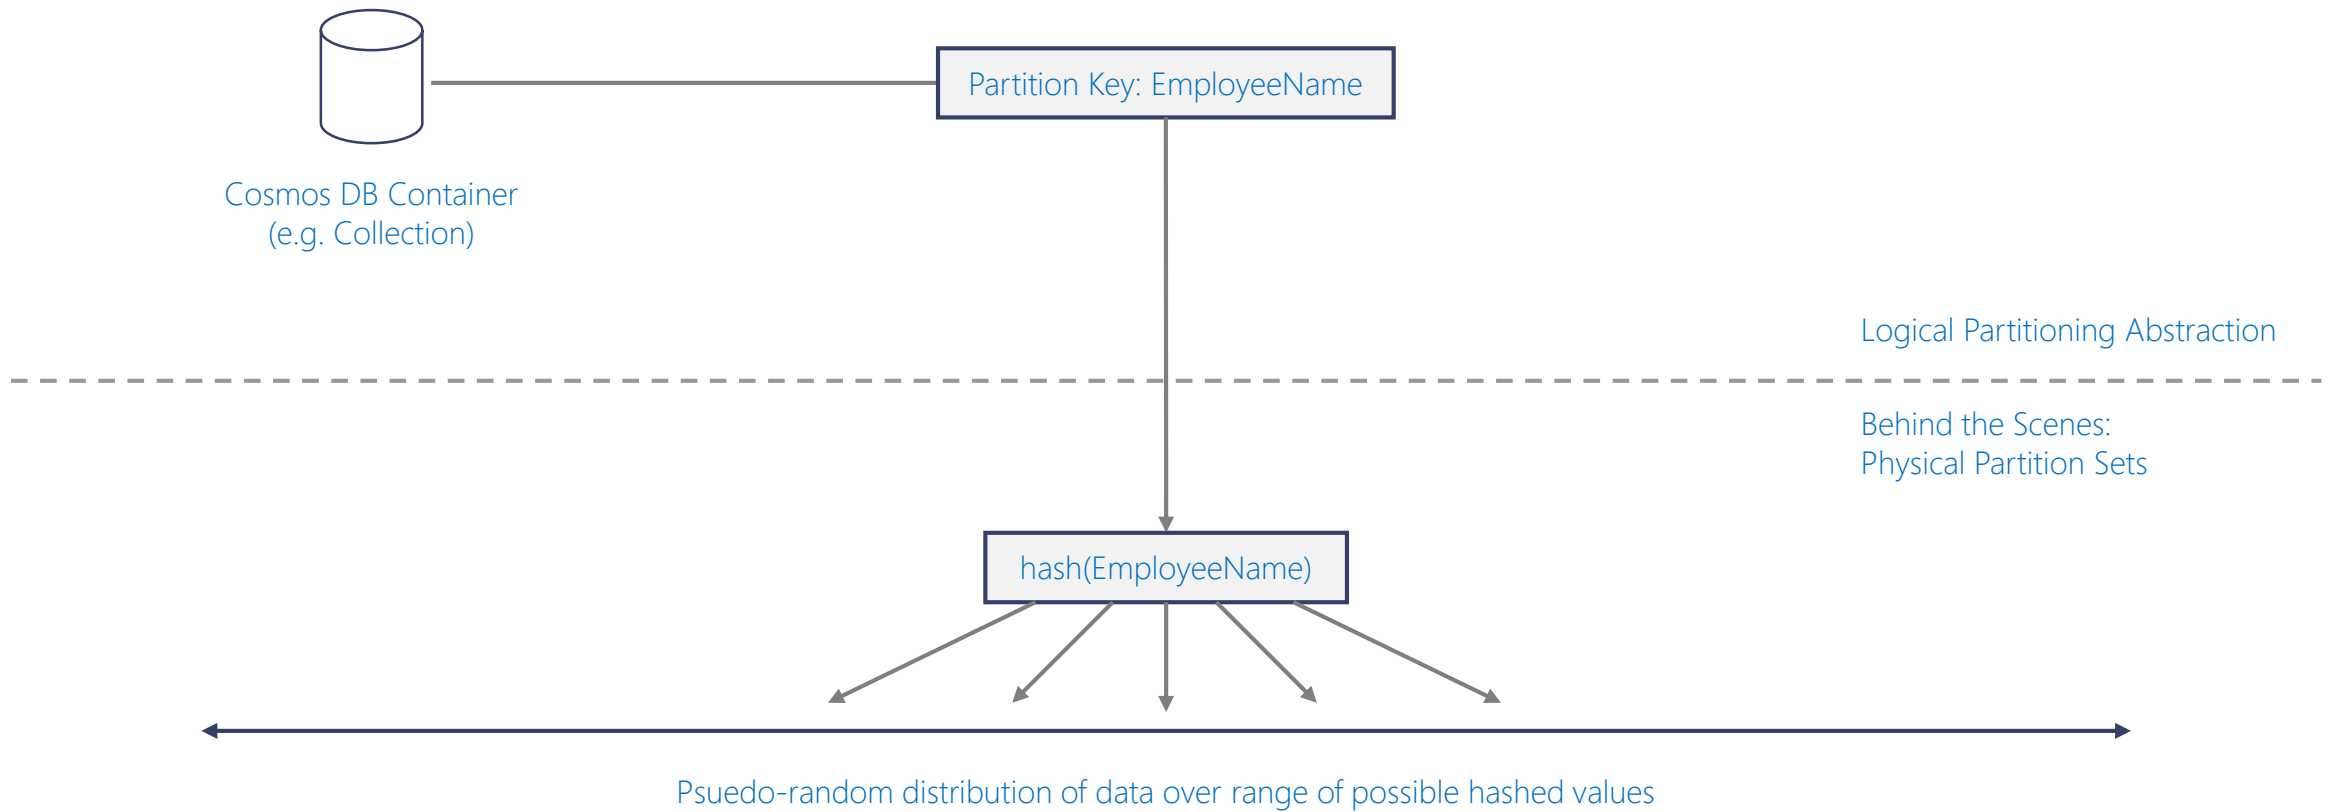 Partition Key: EmployeeName
Cosmos DB Container
(e.g. Collection)
Logical Partitioning Abstraction
Behind the Scenes:
Physical Partition Sets
hash(EmployeeName)
Psuedo-random distribution of data over range of possible hashed values